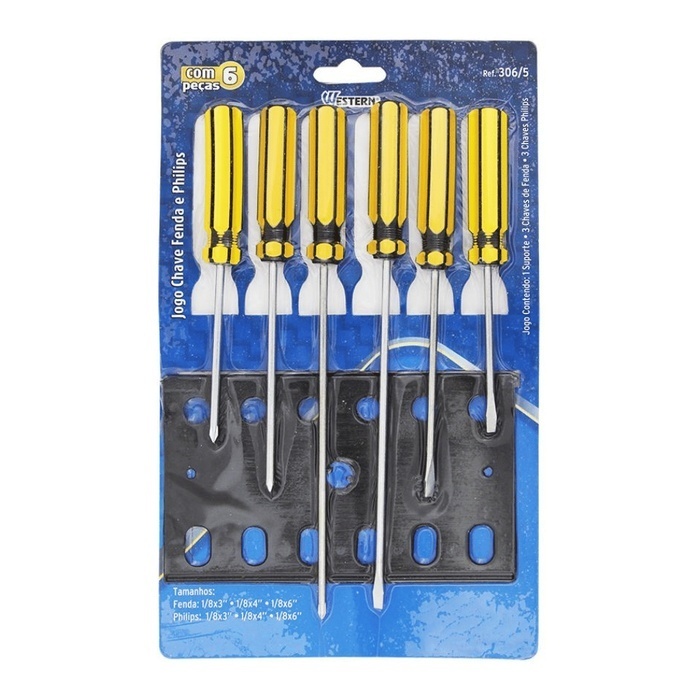 com 6
peças
Ref. 306/5
WESTERN
Jogo Chave Fenda e Philips
Jogo Contendo: 1 Suporte • 3 Chaves de Fenda • 3 Chaves Philips
Tamanhos:
Fenda: 1/8x3" • 1/8x4" • 1/8x6"
Philips: 1/8x3" • 1/8x4" • 1/8x6"